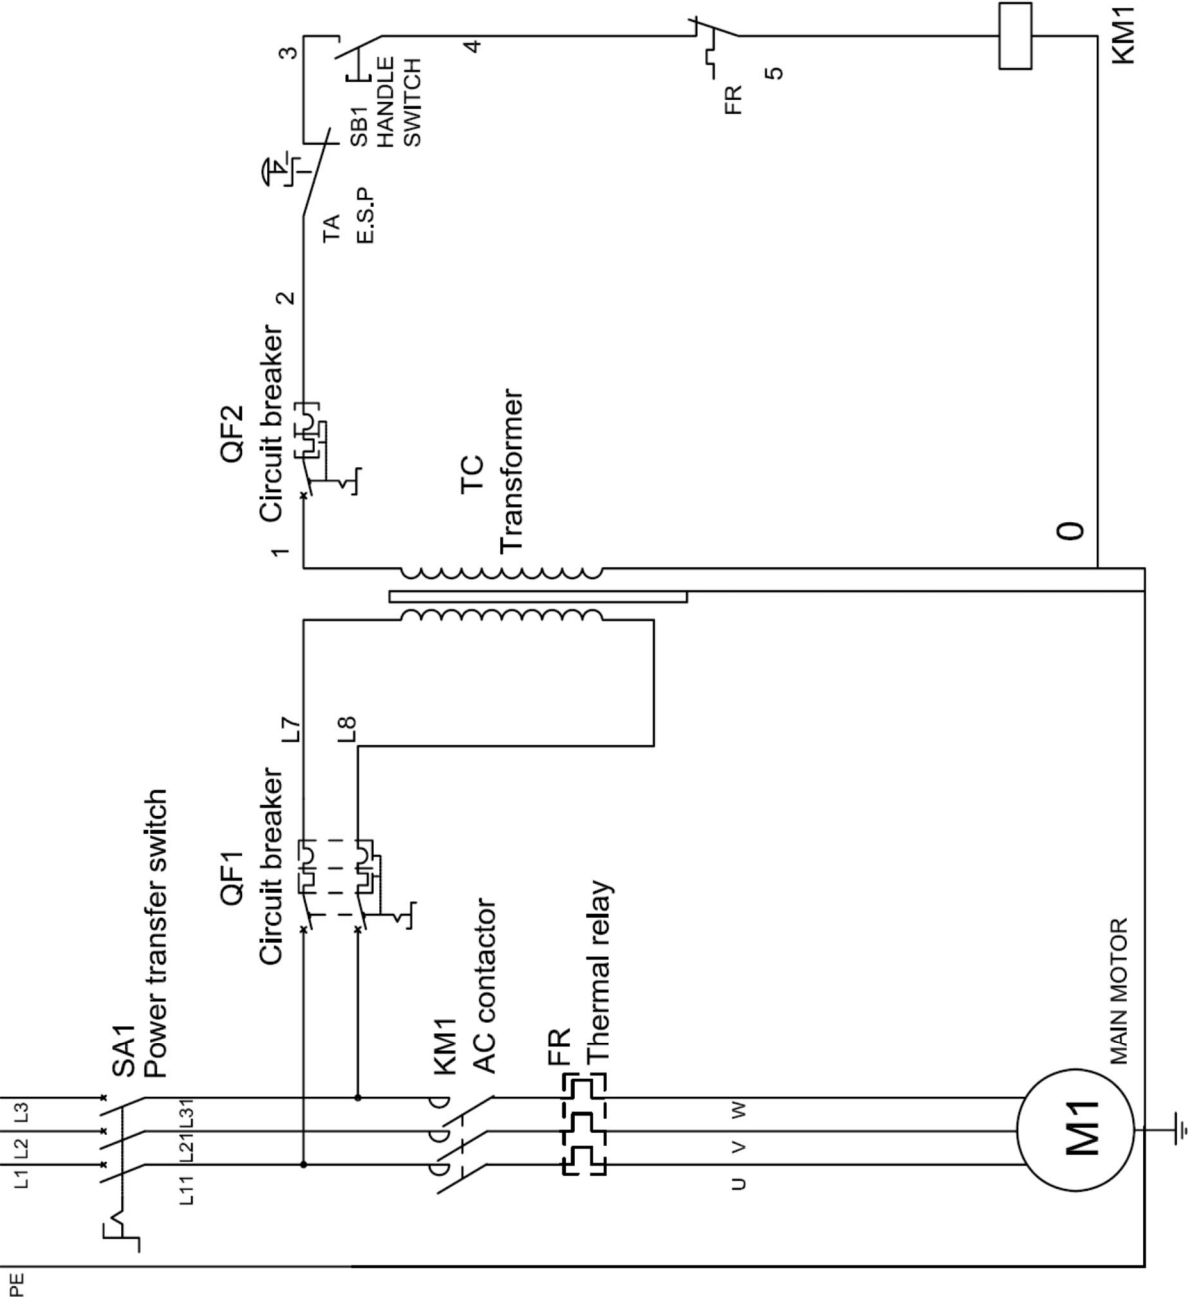 PE
L1
L2
L3
SA1
Power transfer switch
L11
L21
L31
QF1
Circuit breaker
L7
L8
QF2
Circuit breaker
1
2
TA
E.S.P
3
SB1
HANDLE
SWITCH
4
FR
5
KM1
TC
Transformer
0
KM1
AC contactor
FR
Thermal relay
U
V
W
M1
MAIN MOTOR